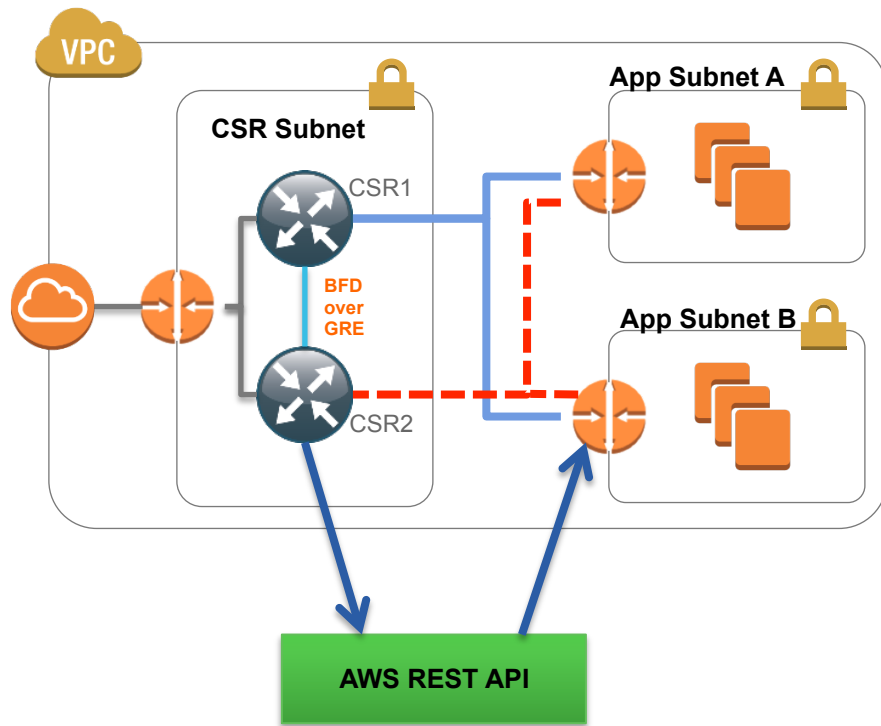 VPC
CSR Subnet
App Subnet A
CSR1
BFD
over
GRE
App Subnet B
CSR2
AWS REST API